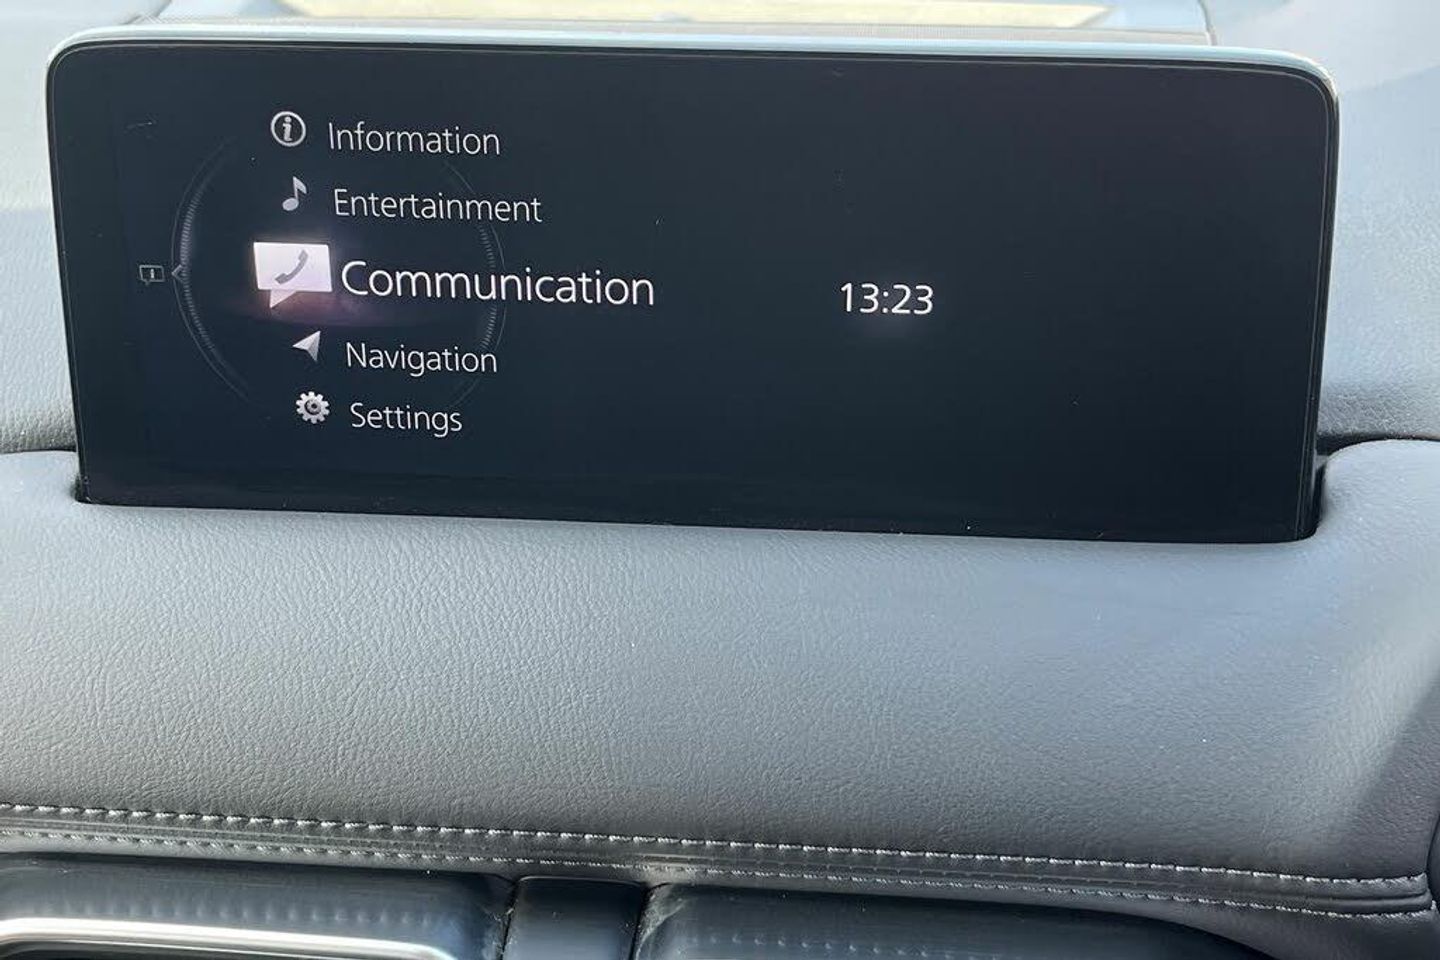 Information
Entertainment
Communication
13:23
Navigation
Settings